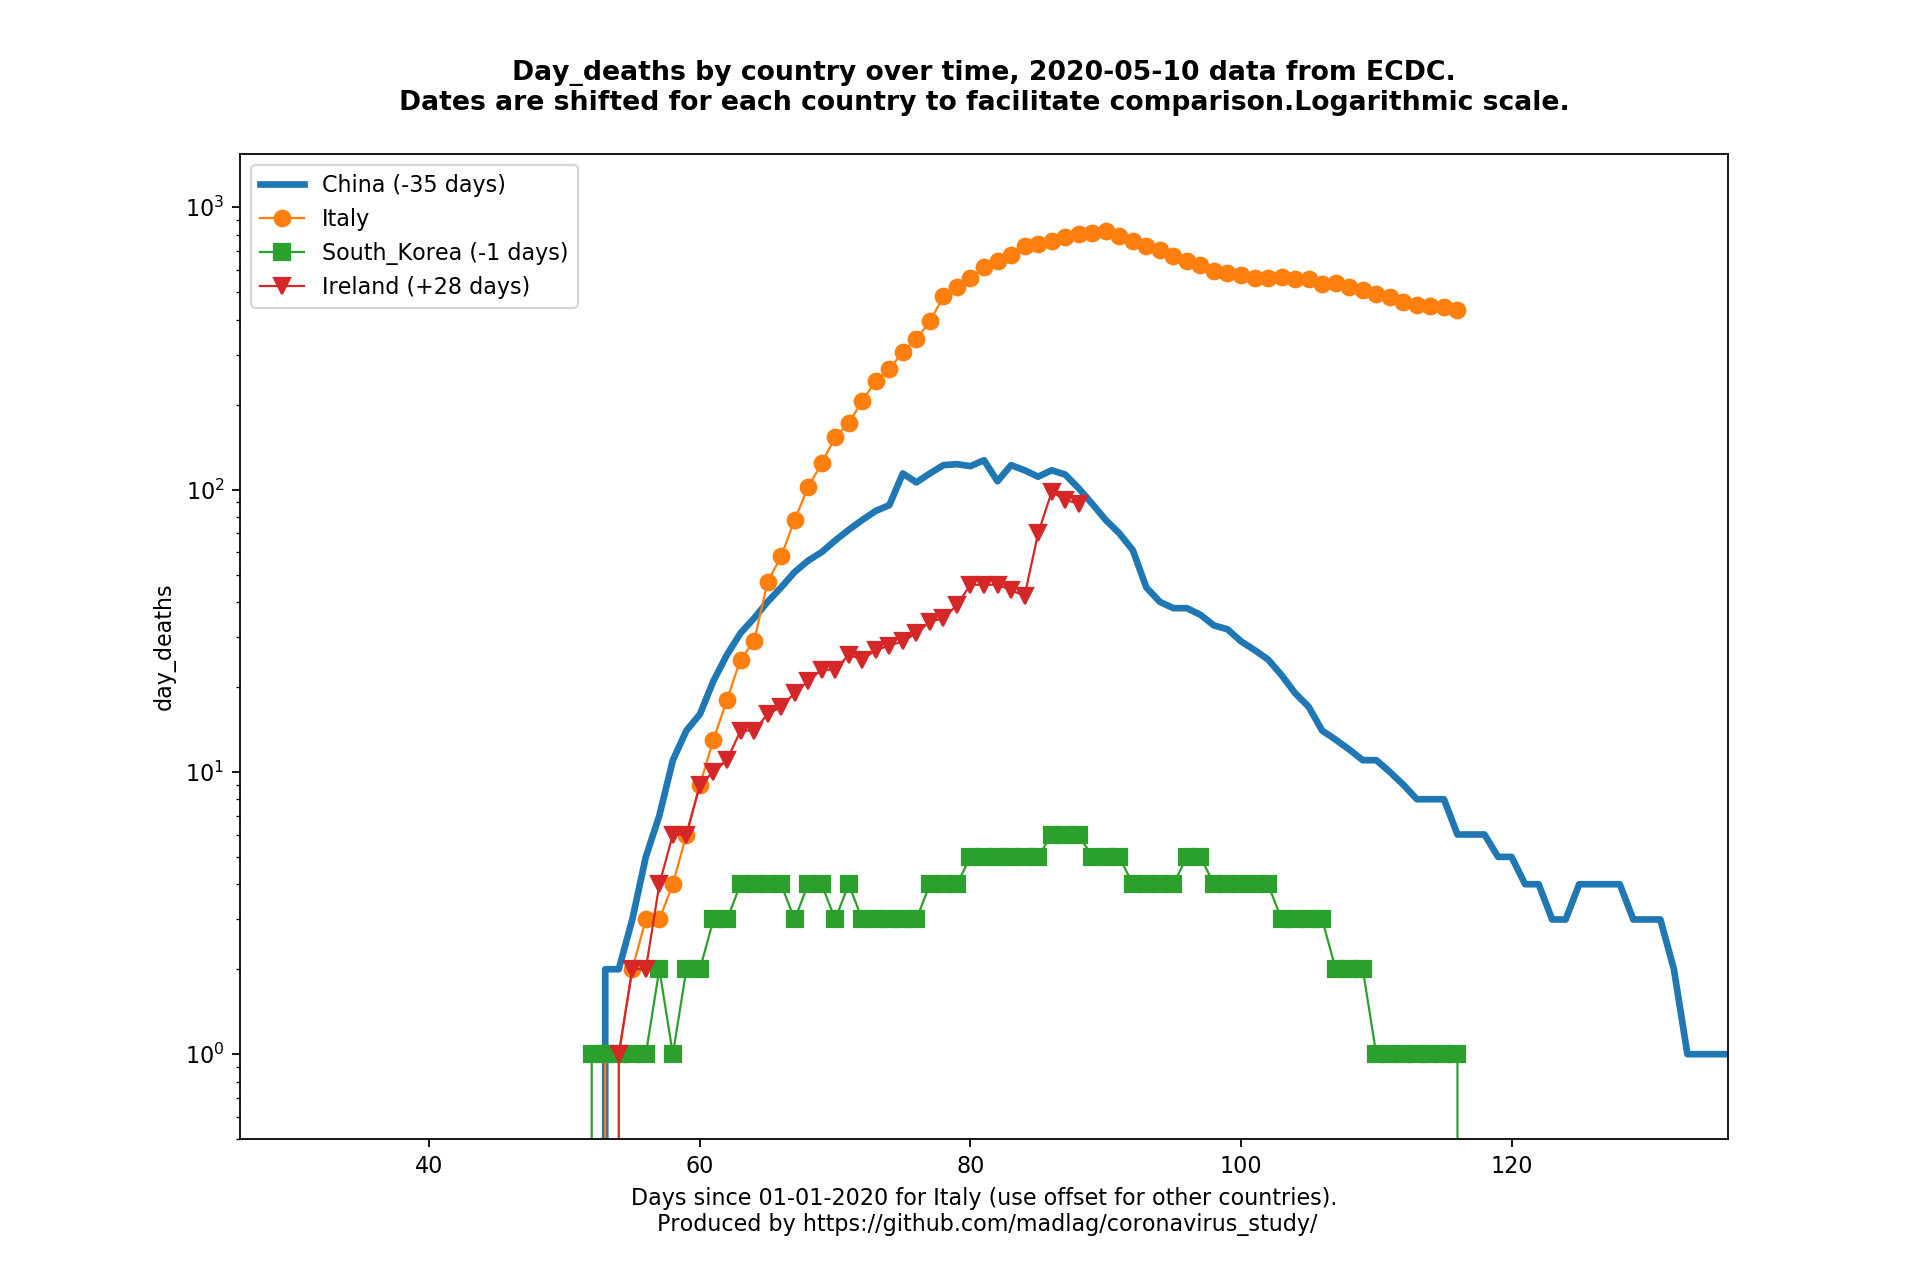 Day_deaths by country over time, 2020-05-10 data from ECDC.
Dates are shifted for each country to facilitate comparison.Logarithmic scale.
China (-35 days)
Italy
South_Korea (-1 days)
Ireland (+28 days)
10³
10²
10¹
10⁰
day_deaths
40 60 80 100 120
Days since 01-01-2020 for Italy (use offset for other countries).
Produced by https://github.com/madlag/coronavirus_study/